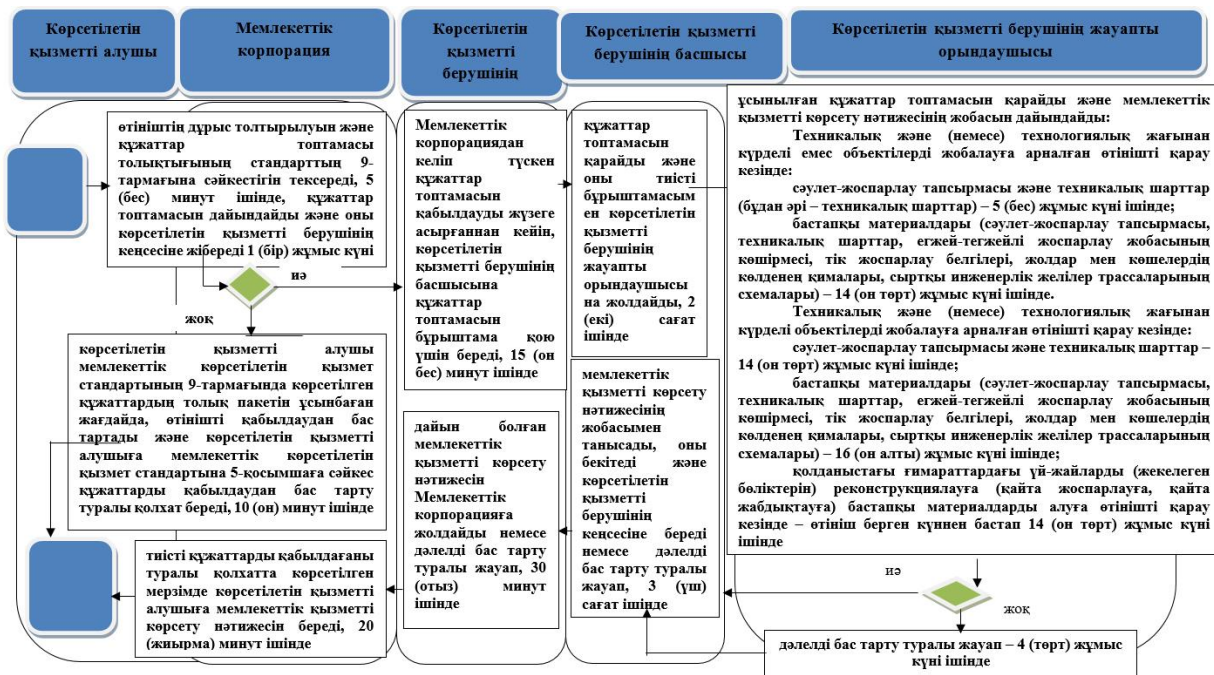 Көрсетілетін
қызметті алушы
Мемлекеттік
корпорация
Көрсетілетін
қызметті
берушінің
Көрсетілетін қызметті
берушінің басшысы
Көрсетілетін қызметті берушінің жауапты
орындаушысы
өтініштің дұрыс толтырылуын және
құжаттар топтамасы
толықтығының стандарттың 9-
тармағына сәйкестігін тексереді, 5
(бес) минут ішінде, құжаттар
топтамасын дайындайды және оны
көрсетілетін қызметті берушінің
кеңсесіне жібереді 1 (бір) жұмыс күні
иә
жоқ
көрсетілетін қызметті алушы
мемлекеттік көрсетілетін қызмет
стандартының 9-тармағында көрсетілген
құжаттардың толық пакетін ұсынбаған
жағдайда, өтінішті қабылдаудан бас
тартады және көрсетілетін қызметті
алушыға мемлекеттік көрсетілетін
қызмет стандартына 5-қосымшаға сәйкес
құжаттарды қабылдаудан бас тарту
туралы қолхат береді, 10 (он) минут ішінде
тиісті құжаттарды қабылдағаны
туралы қолхатта көрсетілген
мерзімде көрсетілетін қызметті
алушыға мемлекеттік қызметті
көрсету нәтижесін береді, 20
(жиырма) минут ішінде
Мемлекеттік
корпорациядан
келіп түскен
құжаттар
топтамасын
қабылдауды жүзеге
асырғаннан кейін,
көрсетілетін
қызметті берушінің
басшысына
құжаттар
топтамасын
бұрыштама қою
үшін береді, 15 (он
бес) минут ішінде
дайын болған
мемлекеттік
қызметті көрсету
нәтижесін
Мемлекеттік
корпорацияға
жолдайды немесе
дәлелді бас тарту
туралы жауап, 30
(отыз) минут
ішінде
құжаттар
топтамасын
қарайды және
оны тиісті
бұрыштамасым
ен көрсетілетін
қызметті
берушінің
жауапты
орындаушысы
на жолдайды, 2
(екі) сағат
ішінде
мемлекеттік
қызметті көрсету
нәтижесінің
жобасымен
танысады, оны
бекітеді және
көрсетілетін
қызметті
берушінің
кеңсесіне береді
немесе дәлелді
бас тарту туралы
жауап, 3 (үш)
сағат ішінде
ұсынылған құжаттар топтамасын қарайды және мемлекеттік
қызметті көрсету нәтижесінің жобасын дайындайды:
Техникалық және (немесе) технологиялық жағынан
күрделі емес объектілерді жобалауға арналған өтінішті қарау
кезінде:
сәулет-жоспарлау тапсырмасы және техникалық шарттар
(бұдан әрі – техникалық шарттар) – 5 (бес) жұмыс күні ішінде;
бастапқы материалдары (сәулет-жоспарлау тапсырмасы,
техникалық шарттар, егжей-тегжейлі жоспарлау жобасының
көшірмесі, тік жоспарлау белгілері, жолдар мен көшелердің
көлденең қималары, сыртқы инженерлік желілер трассаларының
схемалары) – 14 (он төрт) жұмыс күні ішінде.
Техникалық және (немесе) технологиялық жағынан
күрделі объектілерді жобалауға арналған өтінішті қарау кезінде:
сәулет-жоспарлау тапсырмасы және техникалық шарттар –
14 (он төрт) жұмыс күні ішінде;
бастапқы материалдары (сәулет-жоспарлау тапсырмасы,
техникалық шарттар, егжей-тегжейлі жоспарлау жобасының
көшірмесі, тік жоспарлау белгілері, жолдар мен көшелердің
көлденең қималары, сыртқы инженерлік желілер трассаларының
схемалары) – 16 (он алты) жұмыс күні ішінде;
қолданыстағы ғимараттардағы үй-жайларды (жекелеген
бөліктерін) реконструкциялауға (қайта жоспарлауға, қайта
жабдықтауға) бастапқы материалдарды алуға өтінішті қарау
кезінде – өтініш берген күннен бастап 14 (он төрт) жұмыс күні
ішінде
иә
жоқ
дәлелді бас тарту туралы жауап – 4 (төрт) жұмыс
күні ішінде